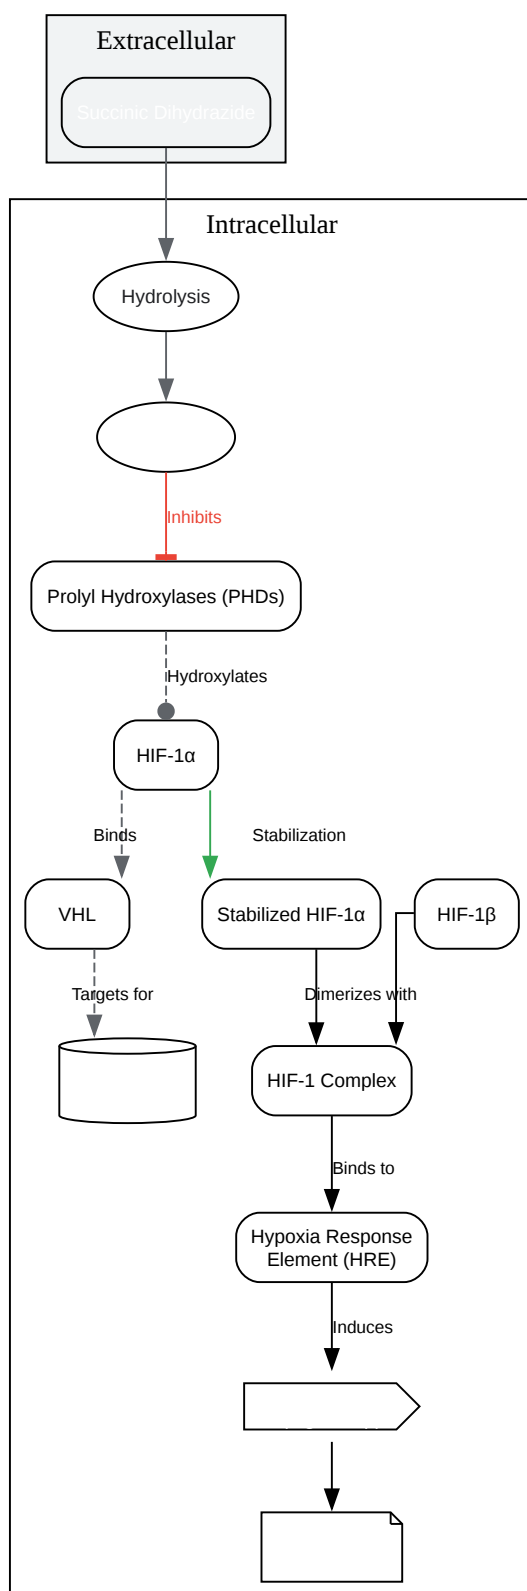 Extracellular
Succinic Dihydrazide
Intracellular
Hydrolysis
Inhibits
Prolyl Hydroxylases (PHDs)
Hydroxylates
HIF-1α
Binds
Stabilization
VHL
Stabilized HIF-1α
HIF-1β
Targets for
Dimerizes with
HIF-1 Complex
Binds to
Hypoxia Response
Element (HRE)
Induces